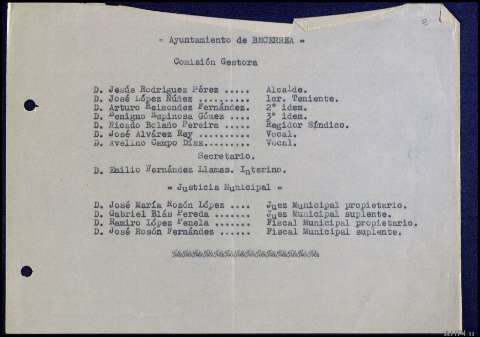 = Ayuntamiento de BECERREA =
Comisión Gestora
D. Jesús Rodríguez Pérez ..... Alcalde.
D. José López Núñez .......... 1er. Teniente.
D. Arturo Reimondez Fernández. 2º idem.
D. Benigno Espinosa Gómez .... 3º idem.
D. Ricado Bolaño Pereira ..... Regidor Síndico.
D. José Alvárez Rey .......... Vocal.
D. Avelino Campo Díaz......... Vocal.
Secretario.
D. Emilio Fernández Llamas. Interino.
= Justicia Municipal =
D. José María Rosón López .... Juez Municipal propietario.
D. Gabriel Blás Pereda ....... Juez Municipal suplente.
D. Ramiro López Penela ...... Fiscal Municipal propietario.
D. José Rosón Fernández ...... Fiscal Municipal suplente.